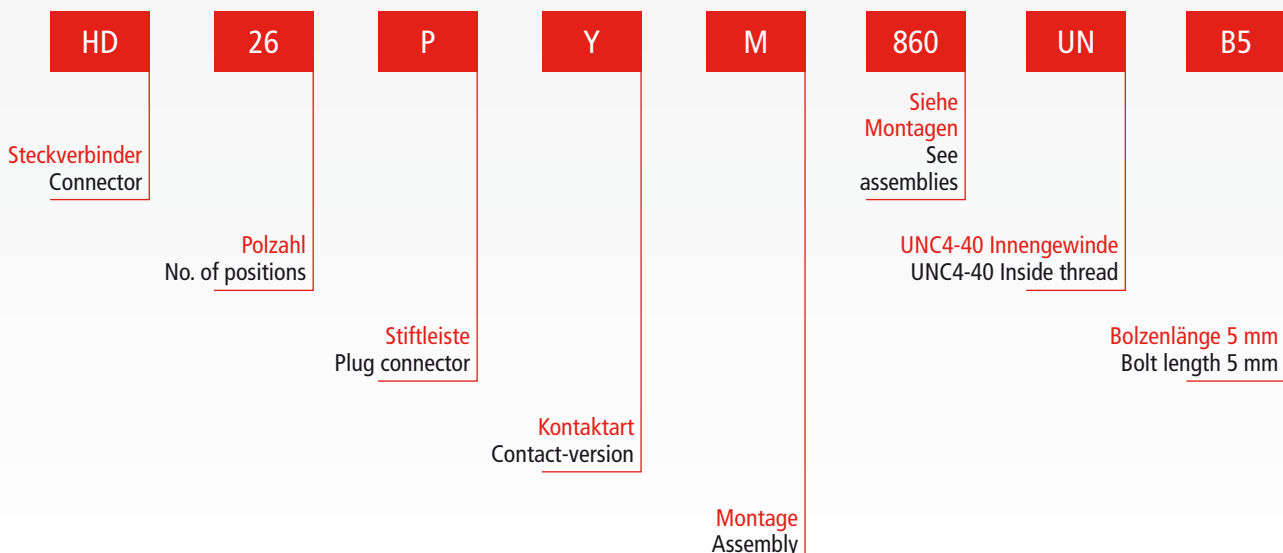 HD 26 P Y M 860 UN B5
Siehe
Montagen
See
assemblies
Steckverbinder
Connector
Polzahl
No. of positions
UNC4-40 Innengewinde
UNC4-40 Inside thread
Stiftleiste
Plug connector
Bolzenlänge 5 mm
Bolt length 5 mm
Kontaktart
Contact-version
Montage
Assembly